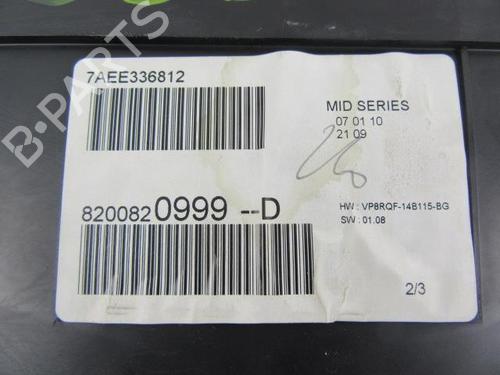 B-PARTS
7AEE336812
MID SERIES
07 01 10
21 09
8200820999 --D
HW : VP8RQF-14B115-BG
SW : 01.08
2/3